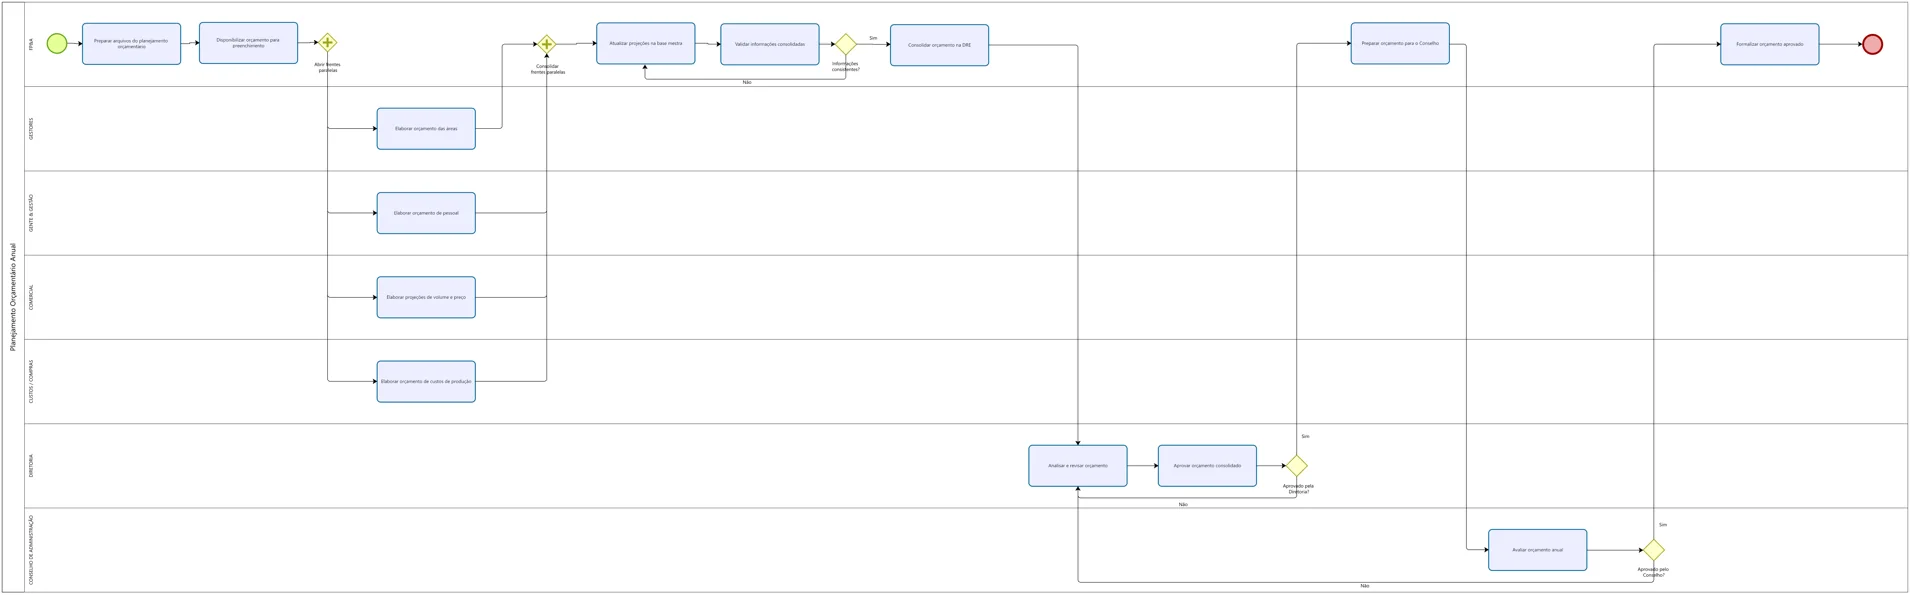 Planejamento Orçamentário Anual
FP&A
Preparar arquivos do planejamento
orçamentário
Disponibilizar orçamento para
preenchimento
Abrir frentes
paralelas
Consolidar
frentes paralelas
Atualizar projeções na base mestra
Validar informações consolidadas
Informações
consistentes?
Sim
Não
Consolidar orçamento na DRE
Preparar orçamento para o Conselho
Formalizar orçamento aprovado
GESTORES
Elaborar orçamento das áreas
GENTE & GESTÃO
Elaborar orçamento de pessoal
COMERCIAL
Elaborar projeções de volume e preço
CUSTOS / COMPRAS
Elaborar orçamento de custos de produção
DIRETORIA
Analisar e revisar orçamento
Aprovar orçamento consolidado
Aprovado pela
Diretoria?
Sim
Não
CONSELHO DE ADMINISTRAÇÃO
Avaliar orçamento anual
Aprovado pelo
Conselho?
Sim
Não